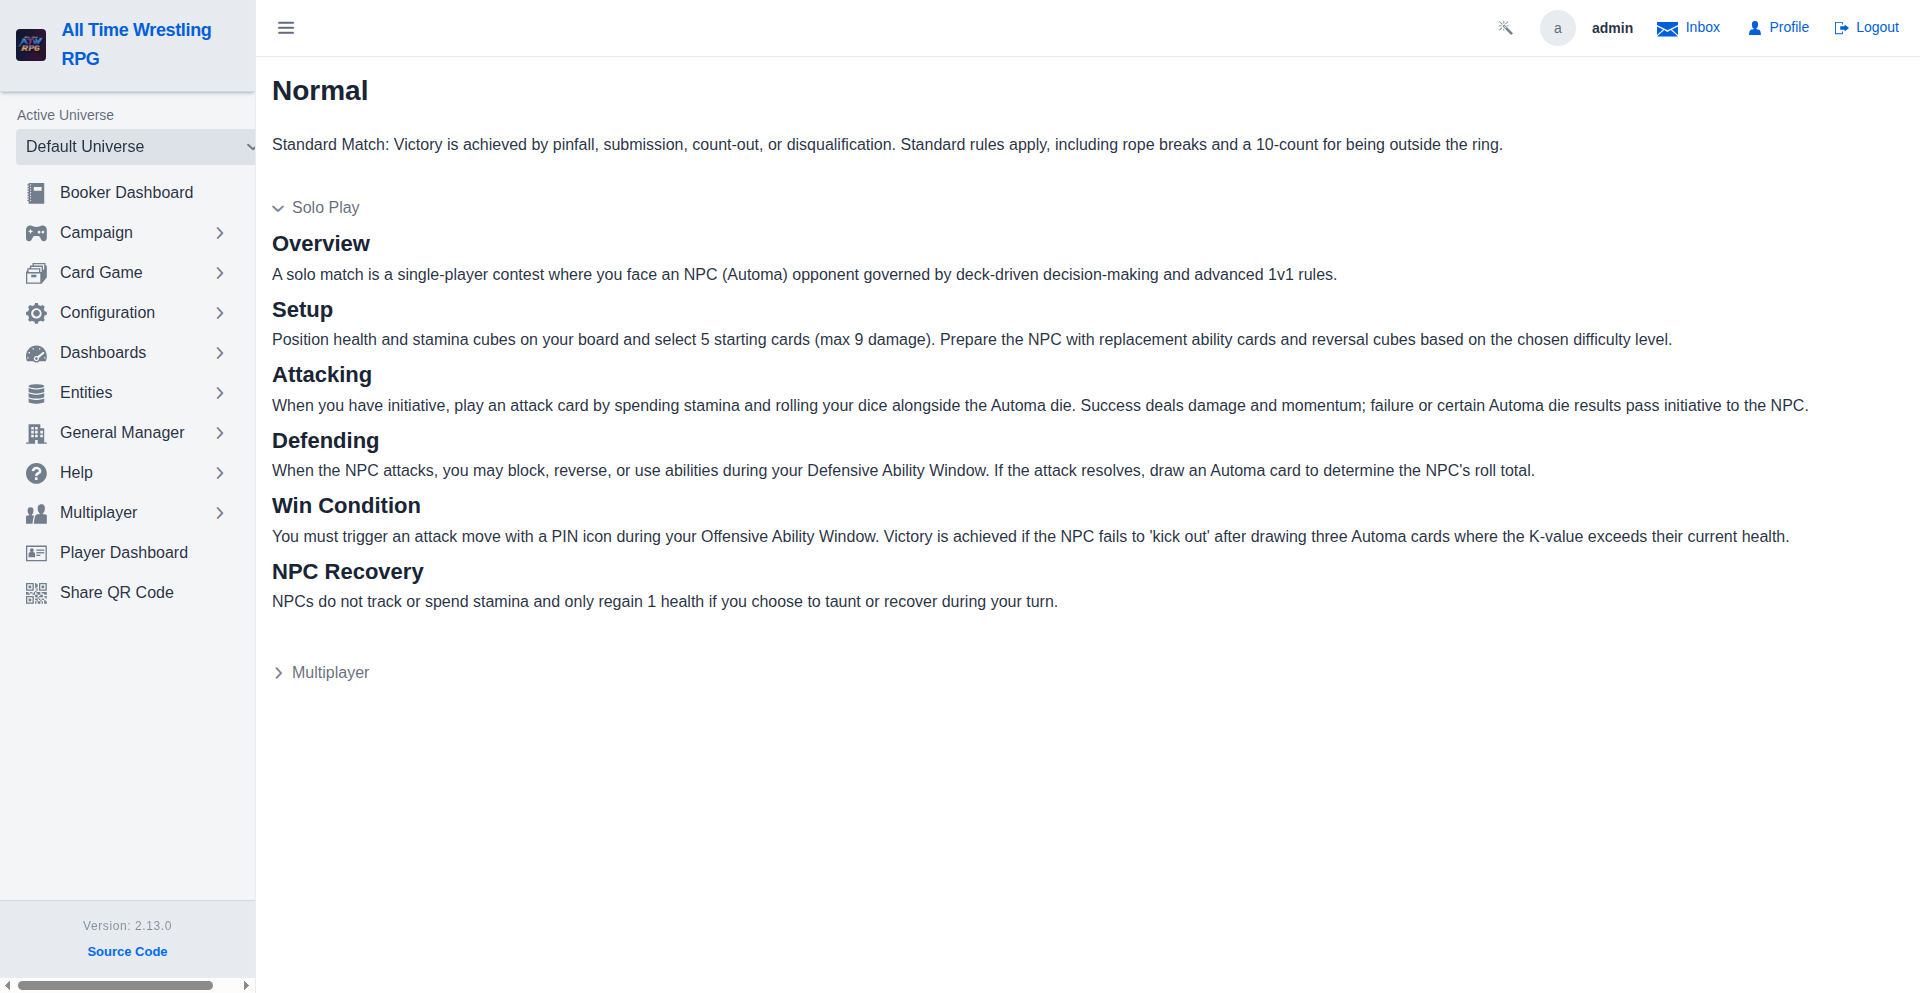 All Time Wrestling
RPG
Active Universe
Default Universe
Booker Dashboard
Campaign
Card Game
Configuration
Dashboards
Entities
General Manager
Help
Multiplayer
Player Dashboard
Share QR Code
Version: 2.13.0
Source Code
a admin Inbox Profile Logout
Normal
Standard Match: Victory is achieved by pinfall, submission, count-out, or disqualification. Standard rules apply, including rope breaks and a 10-count for being outside the ring.
Solo Play
Overview
A solo match is a single-player contest where you face an NPC (Automa) opponent governed by deck-driven decision-making and advanced 1v1 rules.
Setup
Position health and stamina cubes on your board and select 5 starting cards (max 9 damage). Prepare the NPC with replacement ability cards and reversal cubes based on the chosen difficulty level.
Attacking
When you have initiative, play an attack card by spending stamina and rolling your dice alongside the Automa die. Success deals damage and momentum; failure or certain Automa die results pass initiative to the NPC.
Defending
When the NPC attacks, you may block, reverse, or use abilities during your Defensive Ability Window. If the attack resolves, draw an Automa card to determine the NPC's roll total.
Win Condition
You must trigger an attack move with a PIN icon during your Offensive Ability Window. Victory is achieved if the NPC fails to 'kick out' after drawing three Automa cards where the K-value exceeds their current health.
NPC Recovery
NPCs do not track or spend stamina and only regain 1 health if you choose to taunt or recover during your turn.
Multiplayer